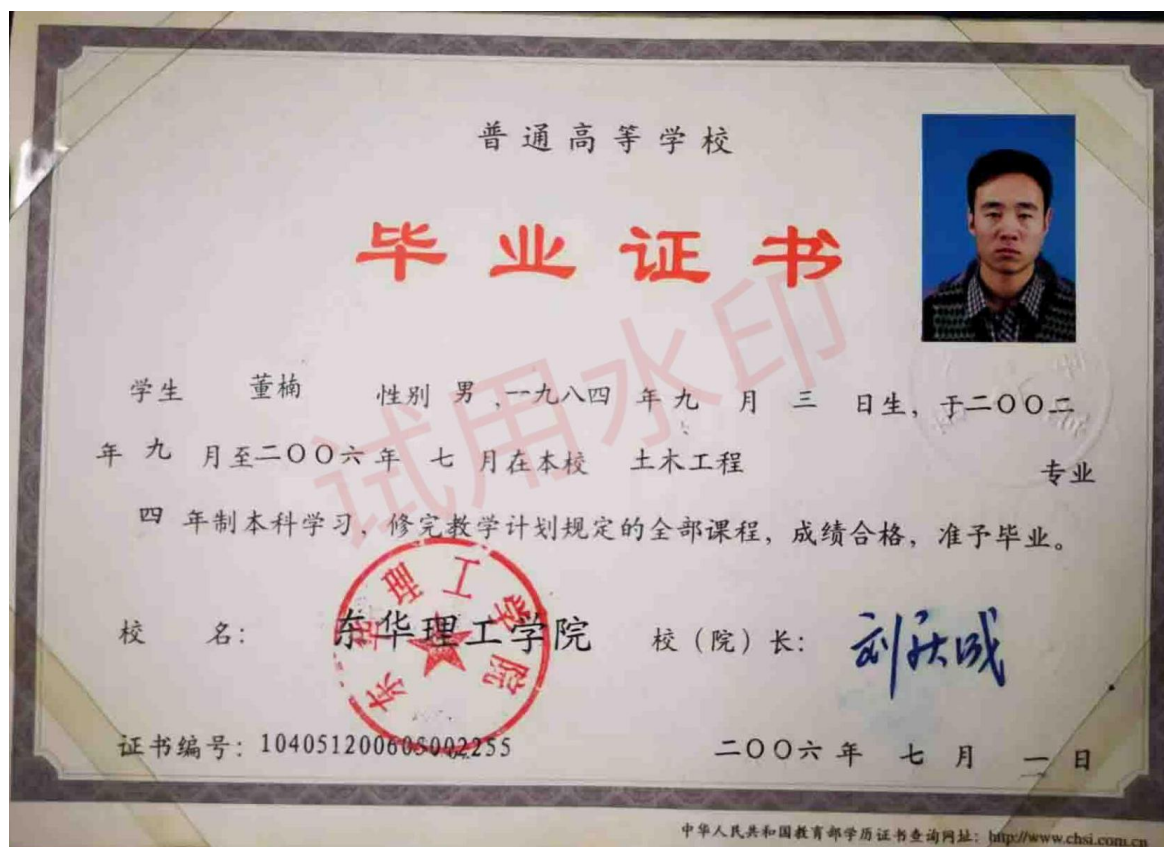 普通高等学校
毕业证书
学生 董楠 性别 男 ,一九八四 年 九 月 三 日生，于二〇〇二
年 九 月至二〇〇六年 七 月在本校 土木工程 专业
四 年制本科学习，修完教学计划规定的全部课程，成绩合格，准予毕业。
校 名： 东华理工学院 校（院）长：
东华理工学院
证书编号：104051200605002255 二〇〇六年 七 月 一 日
中华人民共和国教育部学历证书查询网址：http://www.chsi.com.cn
试用水印